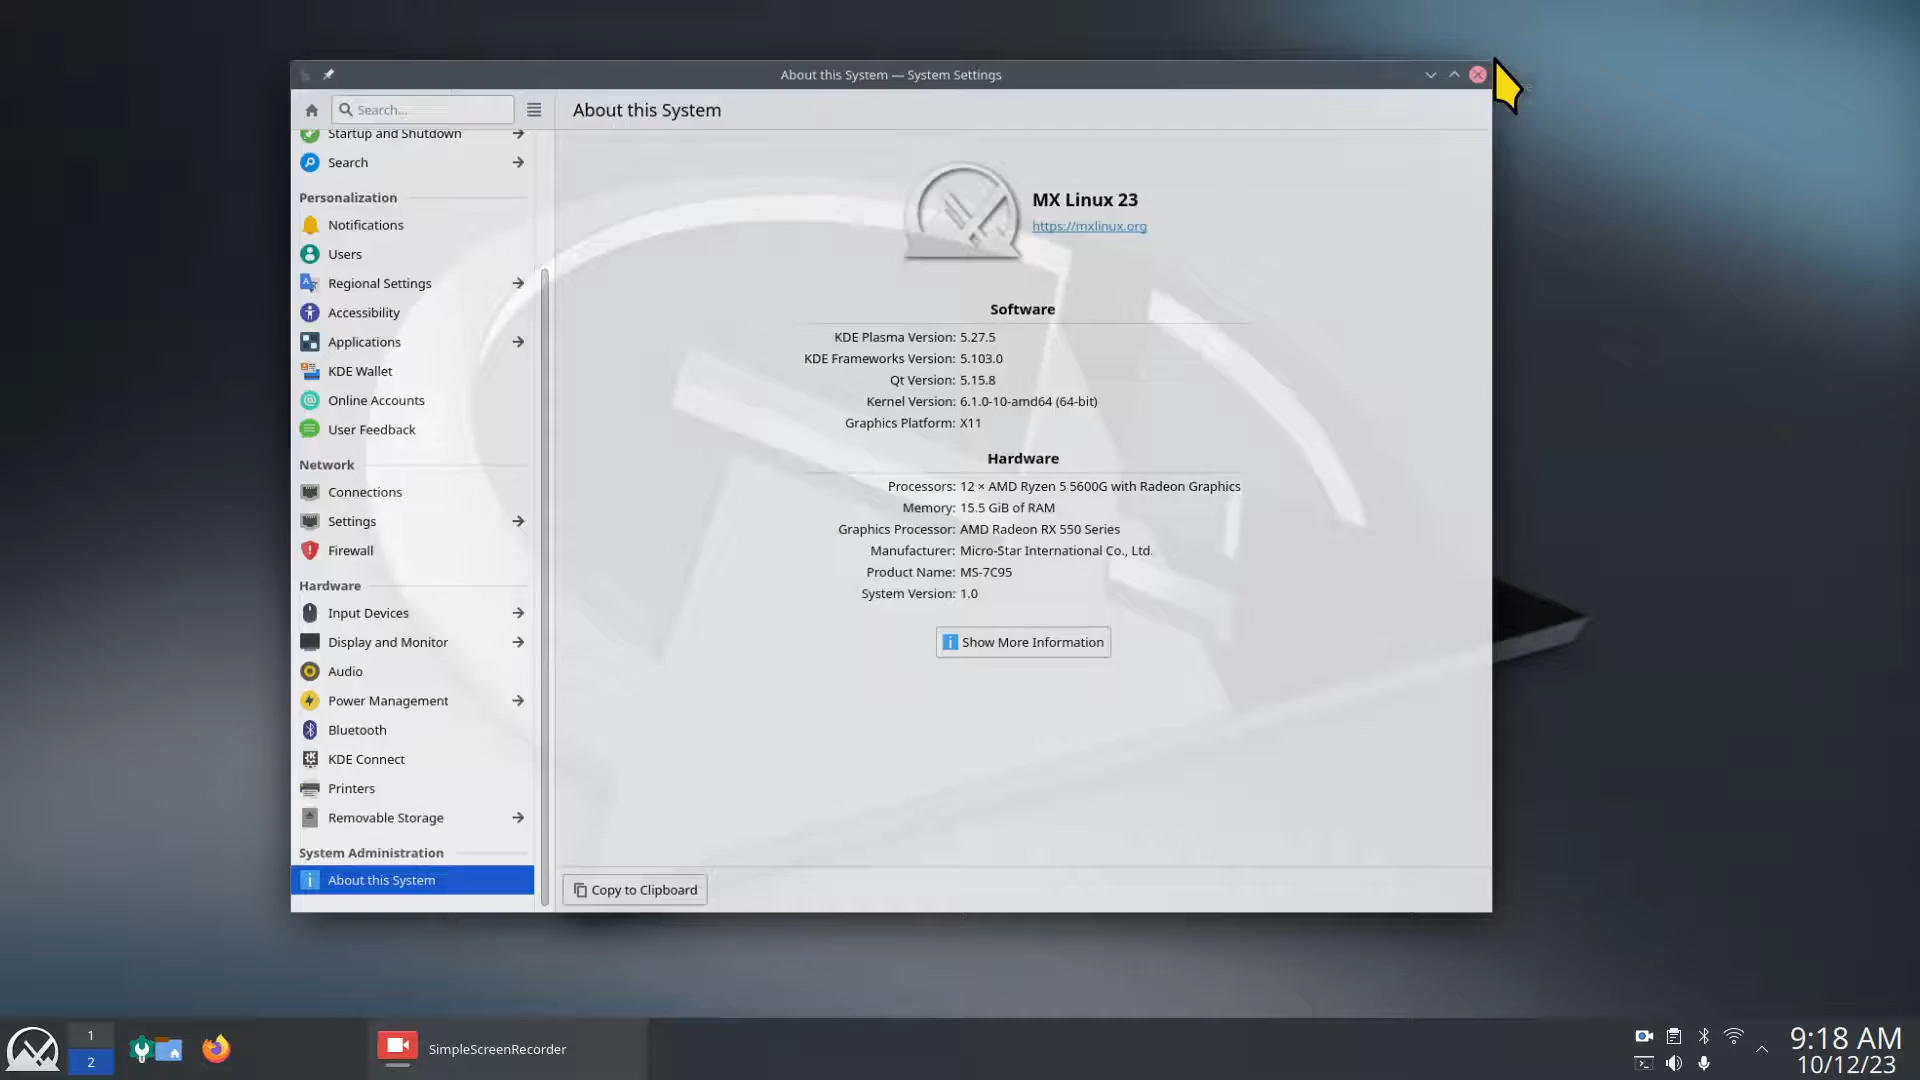 About this System — System Settings
Search...
About this System
Startup and Shutdown
Search
Personalization
Notifications
Users
Regional Settings
Accessibility
Applications
KDE Wallet
Online Accounts
User Feedback
Network
Connections
Settings
Firewall
Hardware
Input Devices
Display and Monitor
Audio
Power Management
Bluetooth
KDE Connect
Printers
Removable Storage
System Administration
About this System
MX Linux 23
https://mxlinux.org
Software
KDE Plasma Version: 5.27.5
KDE Frameworks Version: 5.103.0
Qt Version: 5.15.8
Kernel Version: 6.1.0-10-amd64 (64-bit)
Graphics Platform: X11
Hardware
Processors: 12 × AMD Ryzen 5 5600G with Radeon Graphics
Memory: 15.5 GiB of RAM
Graphics Processor: AMD Radeon RX 550 Series
Manufacturer: Micro-Star International Co., Ltd.
Product Name: MS-7C95
System Version: 1.0
Show More Information
Copy to Clipboard
1
2
SimpleScreenRecorder
9:18 AM
10/12/23